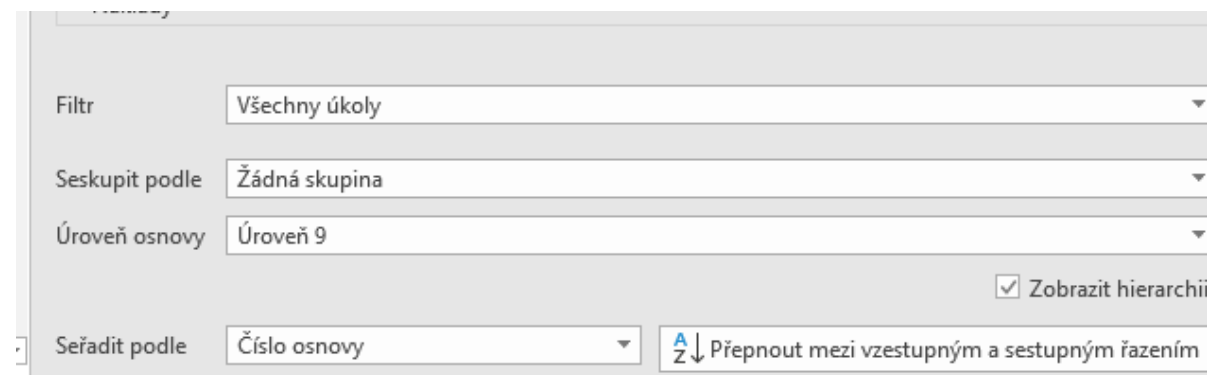 Filtr Všechny úkoly
Seskupit podle Žádná skupina
Úroveň osnovy Úroveň 9
Zobrazit hierarchii
Seřadit podle Číslo osnovy Přepnout mezi vzestupným a sestupným řazením